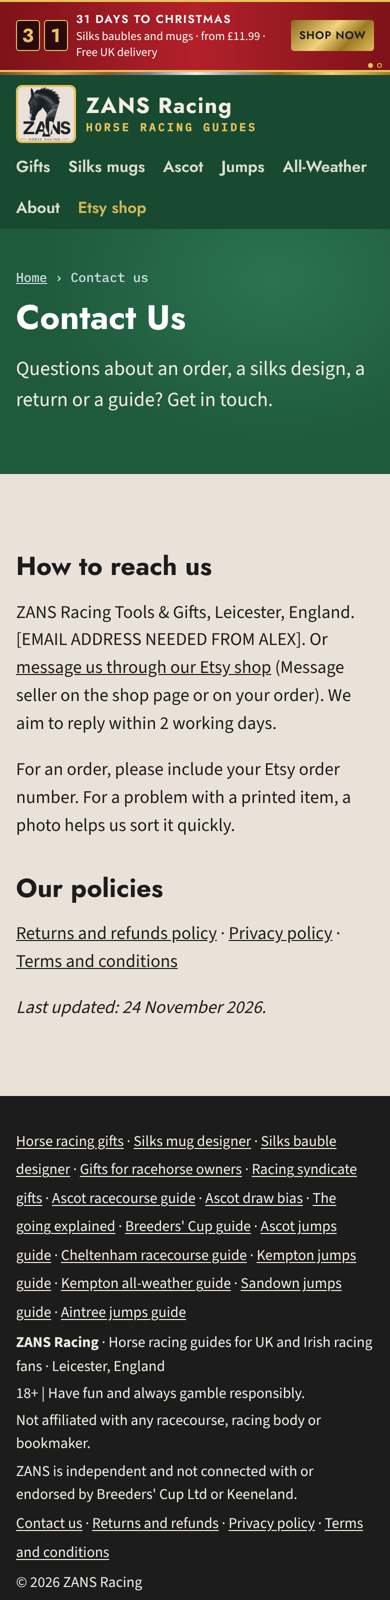 31 31 DAYS TO CHRISTMAS
Silks baubles and mugs · from £11.99 ·
Free UK delivery
SHOP NOW
ZANS
ZANS Racing
HORSE RACING GUIDES
Gifts Silks mugs Ascot Jumps All-Weather
About Etsy shop
Home › Contact us
Contact Us
Questions about an order, a silks design, a
return or a guide? Get in touch.
How to reach us
ZANS Racing Tools & Gifts, Leicester, England.
[EMAIL ADDRESS NEEDED FROM ALEX]. Or
message us through our Etsy shop (Message
seller on the shop page or on your order). We
aim to reply within 2 working days.
For an order, please include your Etsy order
number. For a problem with a printed item, a
photo helps us sort it quickly.
Our policies
Returns and refunds policy · Privacy policy ·
Terms and conditions
Last updated: 24 November 2026.
Horse racing gifts · Silks mug designer · Silks bauble
designer · Gifts for racehorse owners · Racing syndicate
gifts · Ascot racecourse guide · Ascot draw bias · The
going explained · Breeders' Cup guide · Ascot jumps
guide · Cheltenham racecourse guide · Kempton jumps
guide · Kempton all-weather guide · Sandown jumps
guide · Aintree jumps guide
ZANS Racing · Horse racing guides for UK and Irish racing
fans · Leicester, England
18+ | Have fun and always gamble responsibly.
Not affiliated with any racecourse, racing body or
bookmaker.
ZANS is independent and not connected with or
endorsed by Breeders' Cup Ltd or Keeneland.
Contact us · Returns and refunds · Privacy policy · Terms
and conditions
© 2026 ZANS Racing